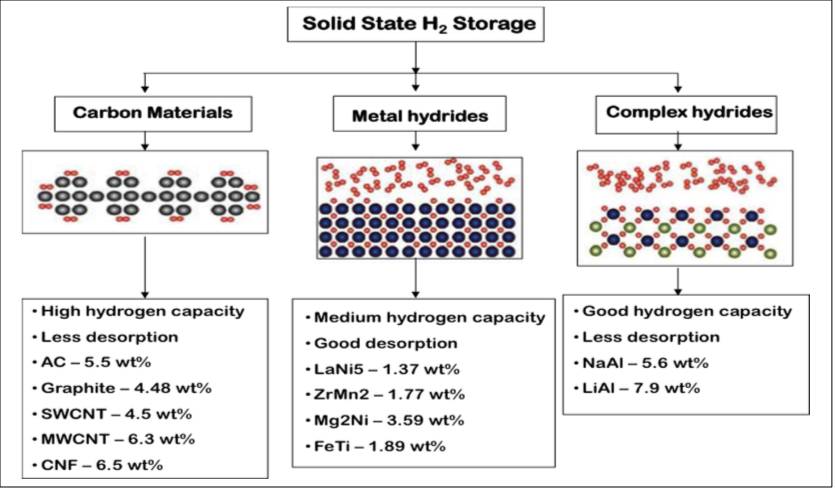 Solid State H₂ Storage
Carbon Materials
Metal hydrides
Complex hydrides
• High hydrogen capacity
• Less desorption
• AC – 5.5 wt%
• Graphite – 4.48 wt%
• SWCNT – 4.5 wt%
• MWCNT – 6.3 wt%
• CNF – 6.5 wt%
• Medium hydrogen capacity
• Good desorption
• LaNi5 – 1.37 wt%
• ZrMn2 – 1.77 wt%
• Mg2Ni – 3.59 wt%
• FeTi – 1.89 wt%
• Good hydrogen capacity
• Less desorption
• NaAl – 5.6 wt%
• LiAl – 7.9 wt%